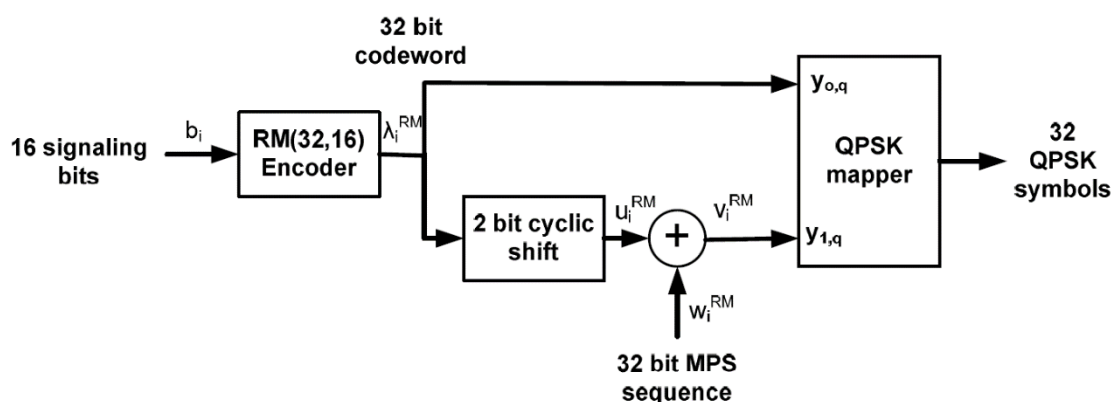 32 bit
codeword
16 signaling
bits
b_i
RM(32,16)
Encoder
λ_i^RM
2 bit cyclic
shift
u_i^RM
+
v_i^RM
w_i^RM
32 bit MPS
sequence
y_o,q
QPSK
mapper
y_1,q
32
QPSK
symbols